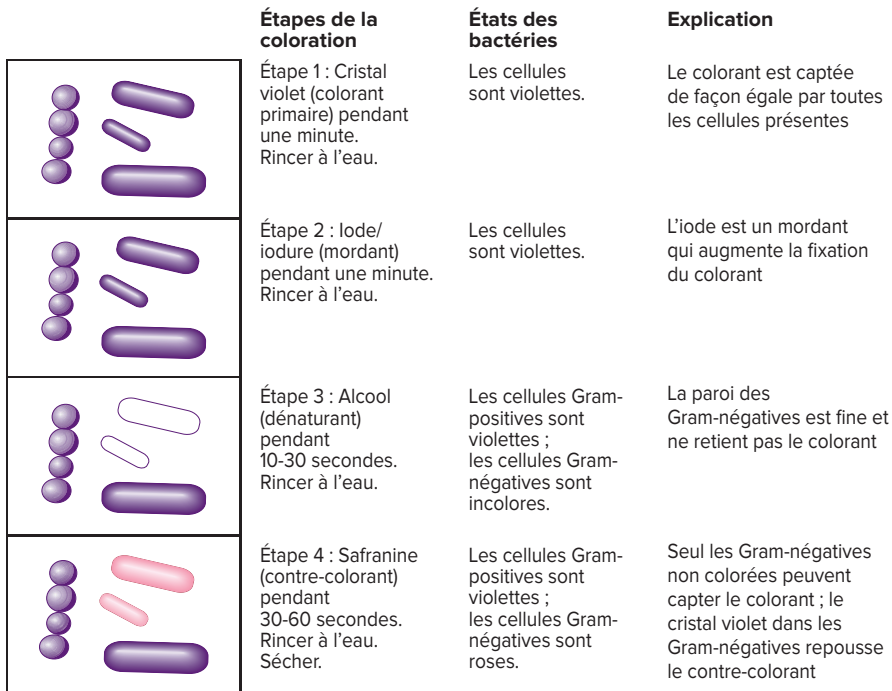 Étapes de la
coloration
États des
bactéries
Explication
Étape 1 : Cristal
violet (colorant
primaire) pendant
une minute.
Rincer à l'eau.
Les cellules
sont violettes.
Le colorant est captée
de façon égale par toutes
les cellules présentes
Étape 2 : Iode/
iodure (mordant)
pendant une minute.
Rincer à l'eau.
Les cellules
sont violettes.
L'iode est un mordant
qui augmente la fixation
du colorant
Étape 3 : Alcool
(dénaturant)
pendant
10-30 secondes.
Rincer à l'eau.
Les cellules Gram-
positives sont
violettes ;
les cellules Gram-
négatives sont
incolores.
La paroi des
Gram-négatives est fine et
ne retient pas le colorant
Étape 4 : Safranine
(contre-colorant)
pendant
30-60 secondes.
Rincer à l'eau.
Sécher.
Les cellules Gram-
positives sont
violettes ;
les cellules Gram-
négatives sont
roses.
Seul les Gram-négatives
non colorées peuvent
capter le colorant ; le
cristal violet dans les
Gram-négatives repousse
le contre-colorant